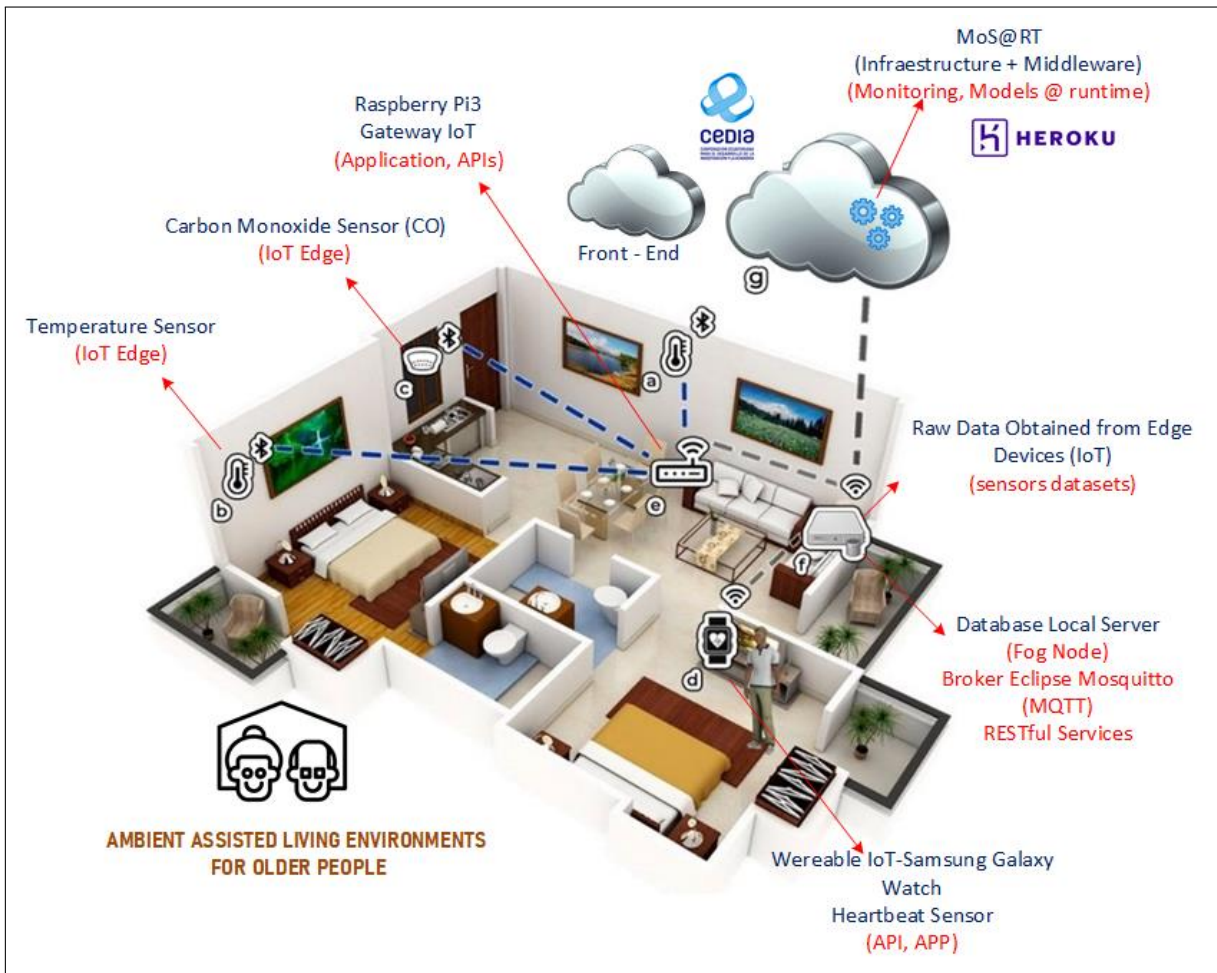 MoS@RT
(Infraestructure + Middleware)
(Monitoring, Models @ runtime)
CEDIA
HEROKU
Raspberry Pi3
Gateway IoT
(Application, APIs)
Front - End
g
Carbon Monoxide Sensor (CO)
(IoT Edge)
Temperature Sensor
(IoT Edge)
a
c
b
e
f
d
Raw Data Obtained from Edge
Devices (IoT)
(sensors datasets)
Database Local Server
(Fog Node)
Broker Eclipse Mosquitto
(MQTT)
RESTful Services
AMBIENT ASSISTED LIVING ENVIRONMENTS
FOR OLDER PEOPLE
Wereable IoT-Samsung Galaxy
Watch
Heartbeat Sensor
(API, APP)